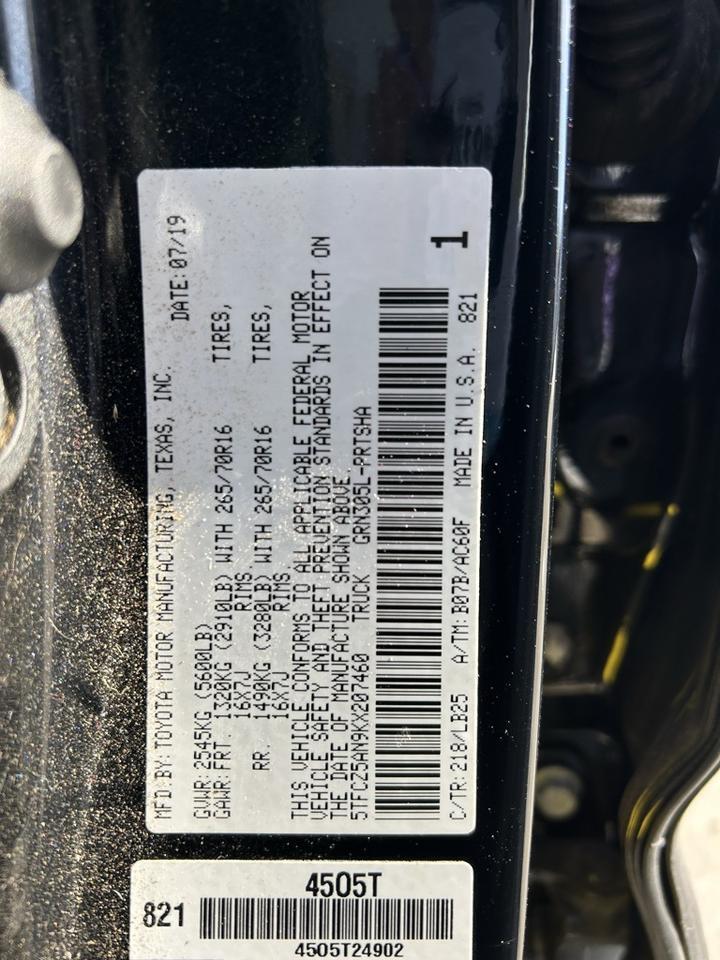 MFD.BY:TOYOTA MOTOR MANUFACTURING, TEXAS, INC. DATE:07/19
GVWR:2545KG(5600LB)
GAWR:FRT. 1320KG (2910LB) WITH 265/70R16 TIRES,
16X7J RIMS,
RR. 1490KG (3280LB) WITH 265/70R16 TIRES,
16X7J RIMS
THIS VEHICLE CONFORMS TO ALL APPLICABLE FEDERAL MOTOR
VEHICLE SAFETY AND THEFT PREVENTION STANDARDS IN EFFECT ON
THE DATE OF MANUFACTURE SHOWN ABOVE.
5TFCZ5AN9KX207460 TRUCK GRN305L-PRTSHA
1
C/TR:218/LB25 A/TM:B07B/AC60F MADE IN U.S.A. 821
4505T
821
4505T24902